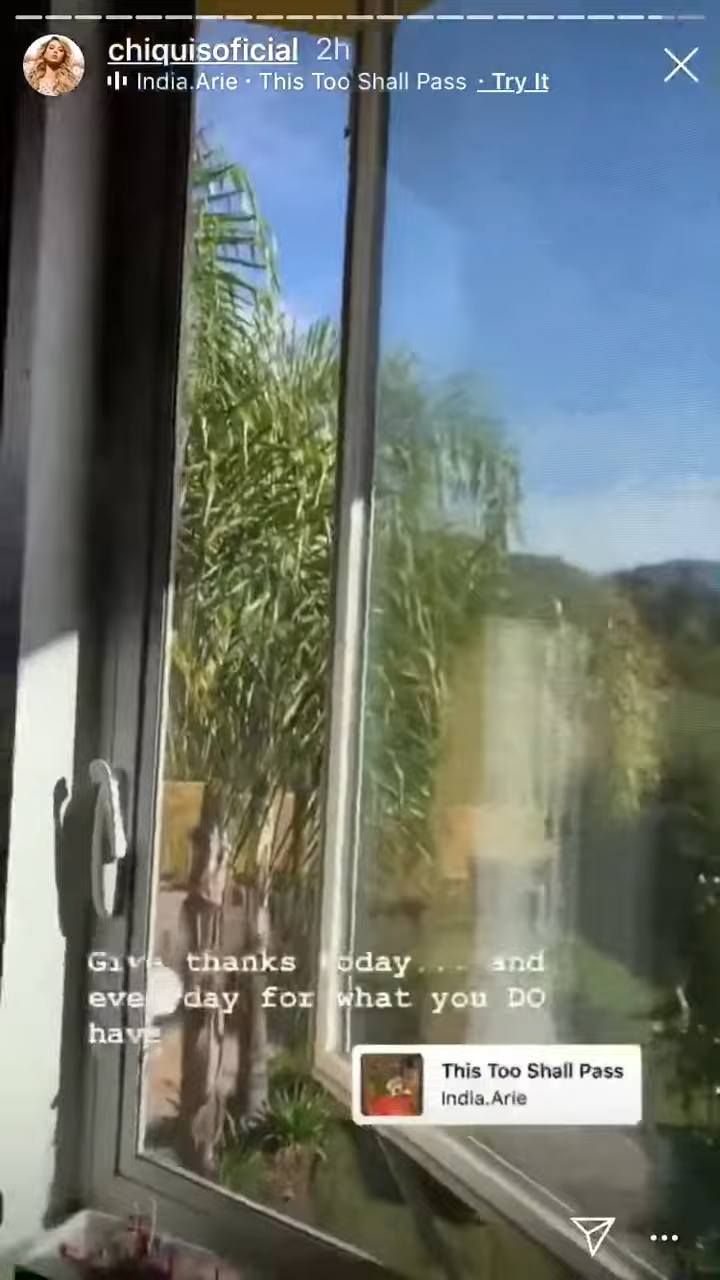 chiquisoficial 2h
India.Arie · This Too Shall Pass · Try It
Give thanks today... and
everyday for what you DO
have
This Too Shall Pass
India.Arie